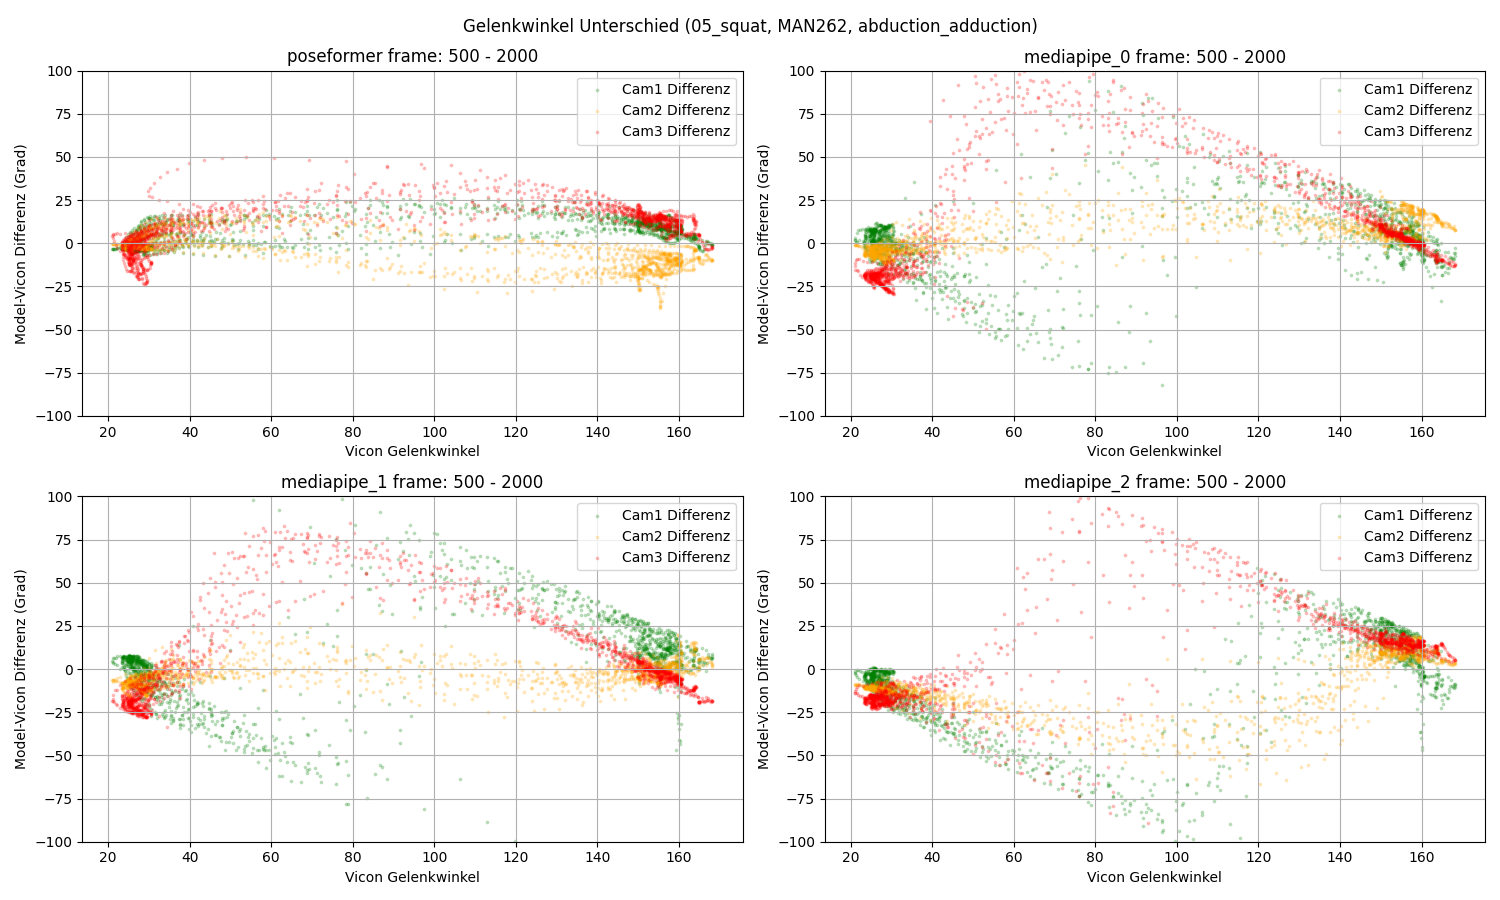 Gelenkwinkel Unterschied (05_squat, MAN262, abduction_adduction)
poseformer frame: 500 - 2000
100
75
50
25
0
−25
−50
−75
−100
Model-Vicon Differenz (Grad)
Cam1 Differenz
Cam2 Differenz
Cam3 Differenz
20 40 60 80 100 120 140 160
Vicon Gelenkwinkel
mediapipe_0 frame: 500 - 2000
100
75
50
25
0
−25
−50
−75
−100
Model-Vicon Differenz (Grad)
Cam1 Differenz
Cam2 Differenz
Cam3 Differenz
20 40 60 80 100 120 140 160
Vicon Gelenkwinkel
mediapipe_1 frame: 500 - 2000
100
75
50
25
0
−25
−50
−75
−100
Model-Vicon Differenz (Grad)
Cam1 Differenz
Cam2 Differenz
Cam3 Differenz
20 40 60 80 100 120 140 160
Vicon Gelenkwinkel
mediapipe_2 frame: 500 - 2000
100
75
50
25
0
−25
−50
−75
−100
Model-Vicon Differenz (Grad)
Cam1 Differenz
Cam2 Differenz
Cam3 Differenz
20 40 60 80 100 120 140 160
Vicon Gelenkwinkel